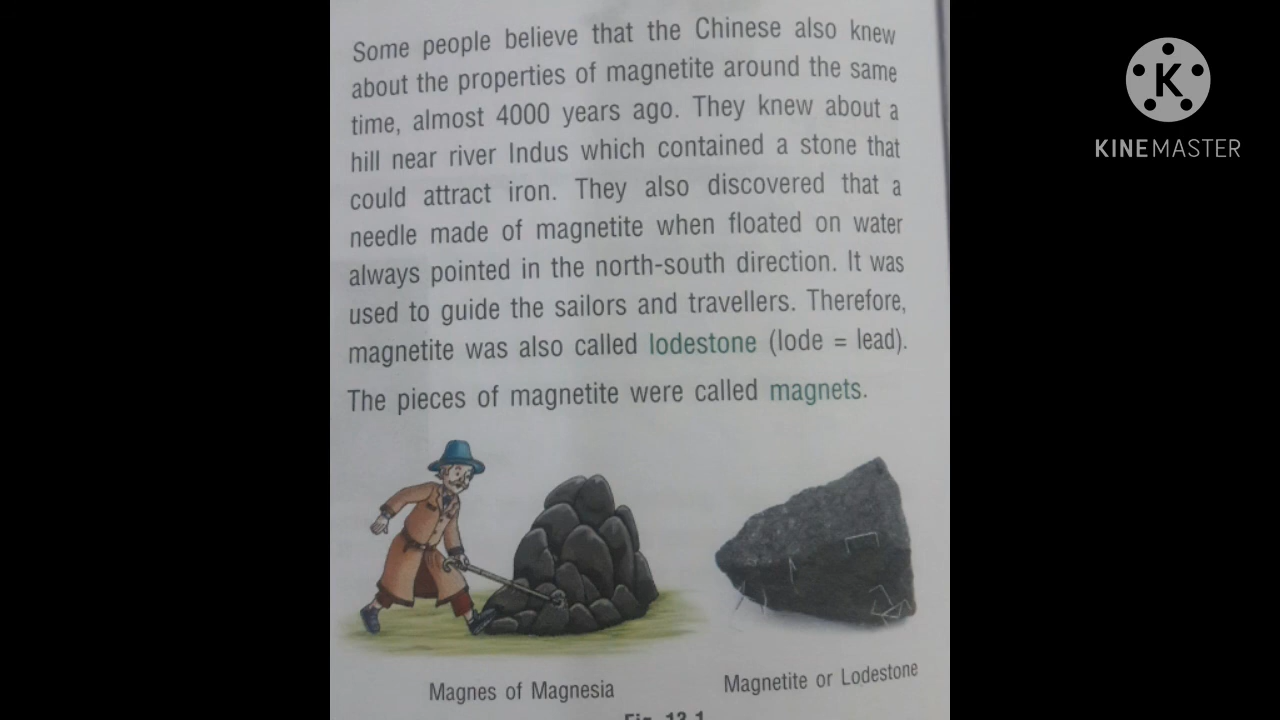 Some people believe that the Chinese also knew
about the properties of magnetite around the same
time, almost 4000 years ago. They knew about a
hill near river Indus which contained a stone that
could attract iron. They also discovered that a
needle made of magnetite when floated on water
always pointed in the north-south direction. It was
used to guide the sailors and travellers. Therefore,
magnetite was also called lodestone (lode = lead).
The pieces of magnetite were called magnets.
Magnes of Magnesia
Magnetite or Lodestone
Fig. 13.1
K
KINEMASTER